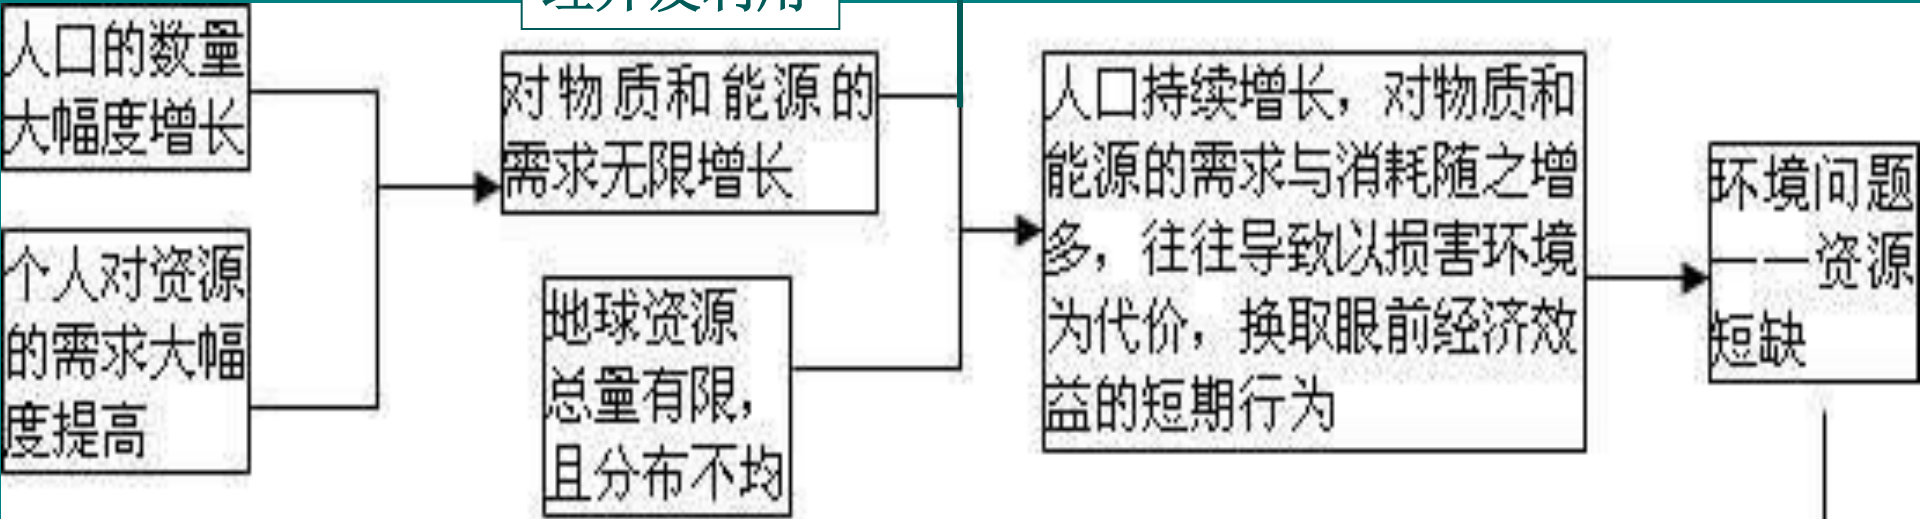 人口的数量
大幅度增长
个人对资源
的需求大幅
度提高
对物质和能源的
需求无限增长
地球资源
总量有限，
且分布不均
人口持续增长，对物质和
能源的需求与消耗随之增
多，往往导致以损害环境
为代价，换取眼前经济效
益的短期行为
环境问题
——资源
短缺